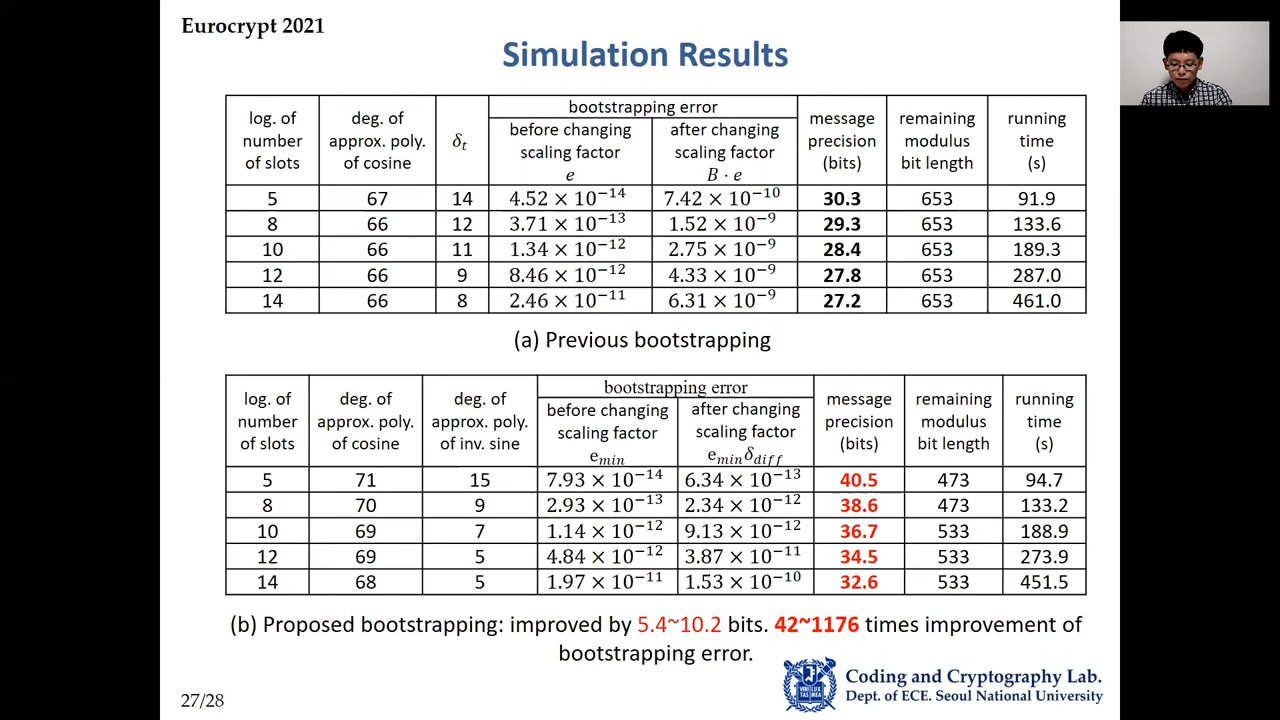 Eurocrypt 2021
Simulation Results
log. of number of slots | deg. of approx. poly. of cosine | δₜ | bootstrapping error: before changing scaling factor e | bootstrapping error: after changing scaling factor B · e | message precision (bits) | remaining modulus bit length | running time (s)
5 | 67 | 14 | 4.52 × 10⁻¹⁴ | 7.42 × 10⁻¹⁰ | 30.3 | 653 | 91.9
8 | 66 | 12 | 3.71 × 10⁻¹³ | 1.52 × 10⁻⁹ | 29.3 | 653 | 133.6
10 | 66 | 11 | 1.34 × 10⁻¹² | 2.75 × 10⁻⁹ | 28.4 | 653 | 189.3
12 | 66 | 9 | 8.46 × 10⁻¹² | 4.33 × 10⁻⁹ | 27.8 | 653 | 287.0
14 | 66 | 8 | 2.46 × 10⁻¹¹ | 6.31 × 10⁻⁹ | 27.2 | 653 | 461.0
(a) Previous bootstrapping
log. of number of slots | deg. of approx. poly. of cosine | deg. of approx. poly. of inv. sine | bootstrapping error: before changing scaling factor e_min | bootstrapping error: after changing scaling factor e_min δ_diff | message precision (bits) | remaining modulus bit length | running time (s)
5 | 71 | 15 | 7.93 × 10⁻¹⁴ | 6.34 × 10⁻¹³ | 40.5 | 473 | 94.7
8 | 70 | 9 | 2.93 × 10⁻¹³ | 2.34 × 10⁻¹² | 38.6 | 473 | 133.2
10 | 69 | 7 | 1.14 × 10⁻¹² | 9.13 × 10⁻¹² | 36.7 | 533 | 188.9
12 | 69 | 5 | 4.84 × 10⁻¹² | 3.87 × 10⁻¹¹ | 34.5 | 533 | 273.9
14 | 68 | 5 | 1.97 × 10⁻¹¹ | 1.53 × 10⁻¹⁰ | 32.6 | 533 | 451.5
(b) Proposed bootstrapping: improved by 5.4~10.2 bits. 42~1176 times improvement of
bootstrapping error.
Coding and Cryptography Lab.
Dept. of ECE. Seoul National University
27/28